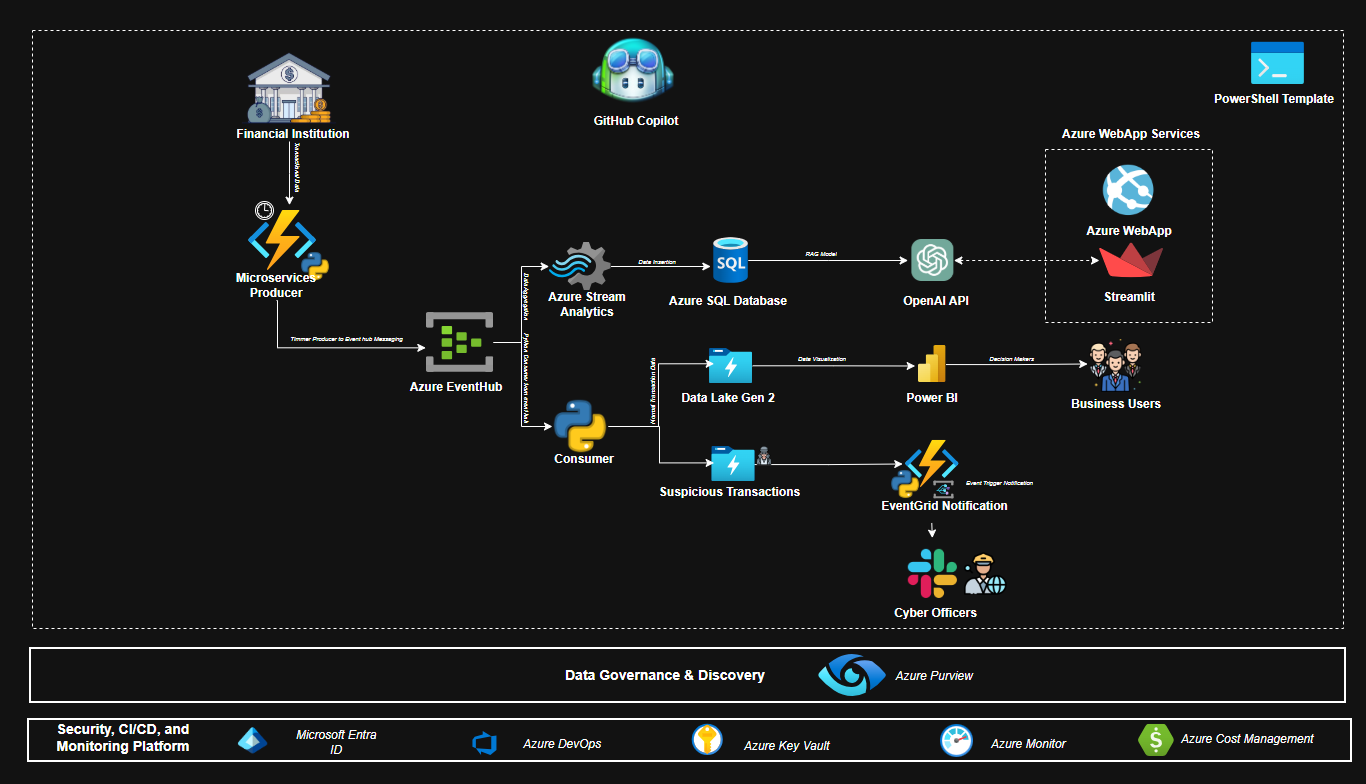 GitHub Copilot
PowerShell Template
Financial Institution
Azure WebApp Services
Transactional Data
Azure WebApp
Microservices
Producer
Data Aggregation
Data Insertion
SQL
RAG Model
Azure Stream
Analytics
Azure SQL Database
OpenAI API
Streamlit
Timmer Producer to Event hub Messaging
Azure EventHub
Python Consumer from event hub
Normal Transaction Data
Data Visualization
Decision Makers
Data Lake Gen 2
Power BI
Business Users
Consumer
Suspicious Transactions
Event Trigger Notification
EventGrid Notification
Cyber Officers
Data Governance & Discovery
Azure Purview
Security, CI/CD, and
Monitoring Platform
Microsoft Entra
ID
Azure DevOps
Azure Key Vault
Azure Monitor
Azure Cost Management